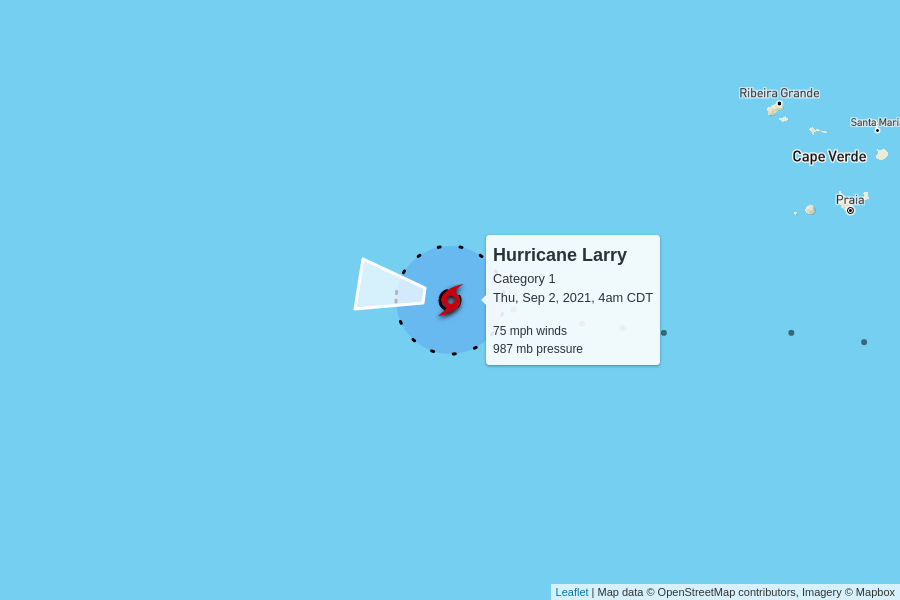 Ribeira Grande
Santa Mari
Cape Verde
Praia
Hurricane Larry
Category 1
Thu, Sep 2, 2021, 4am CDT
75 mph winds
987 mb pressure
Leaflet | Map data © OpenStreetMap contributors, Imagery © Mapbox